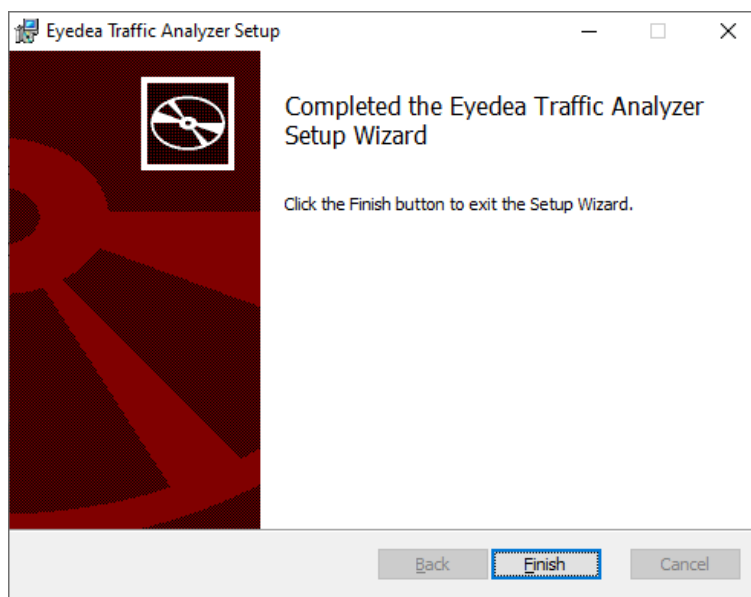 Eyedea Traffic Analyzer Setup
Completed the Eyedea Traffic Analyzer
Setup Wizard
Click the Finish button to exit the Setup Wizard.
Back
Finish
Cancel